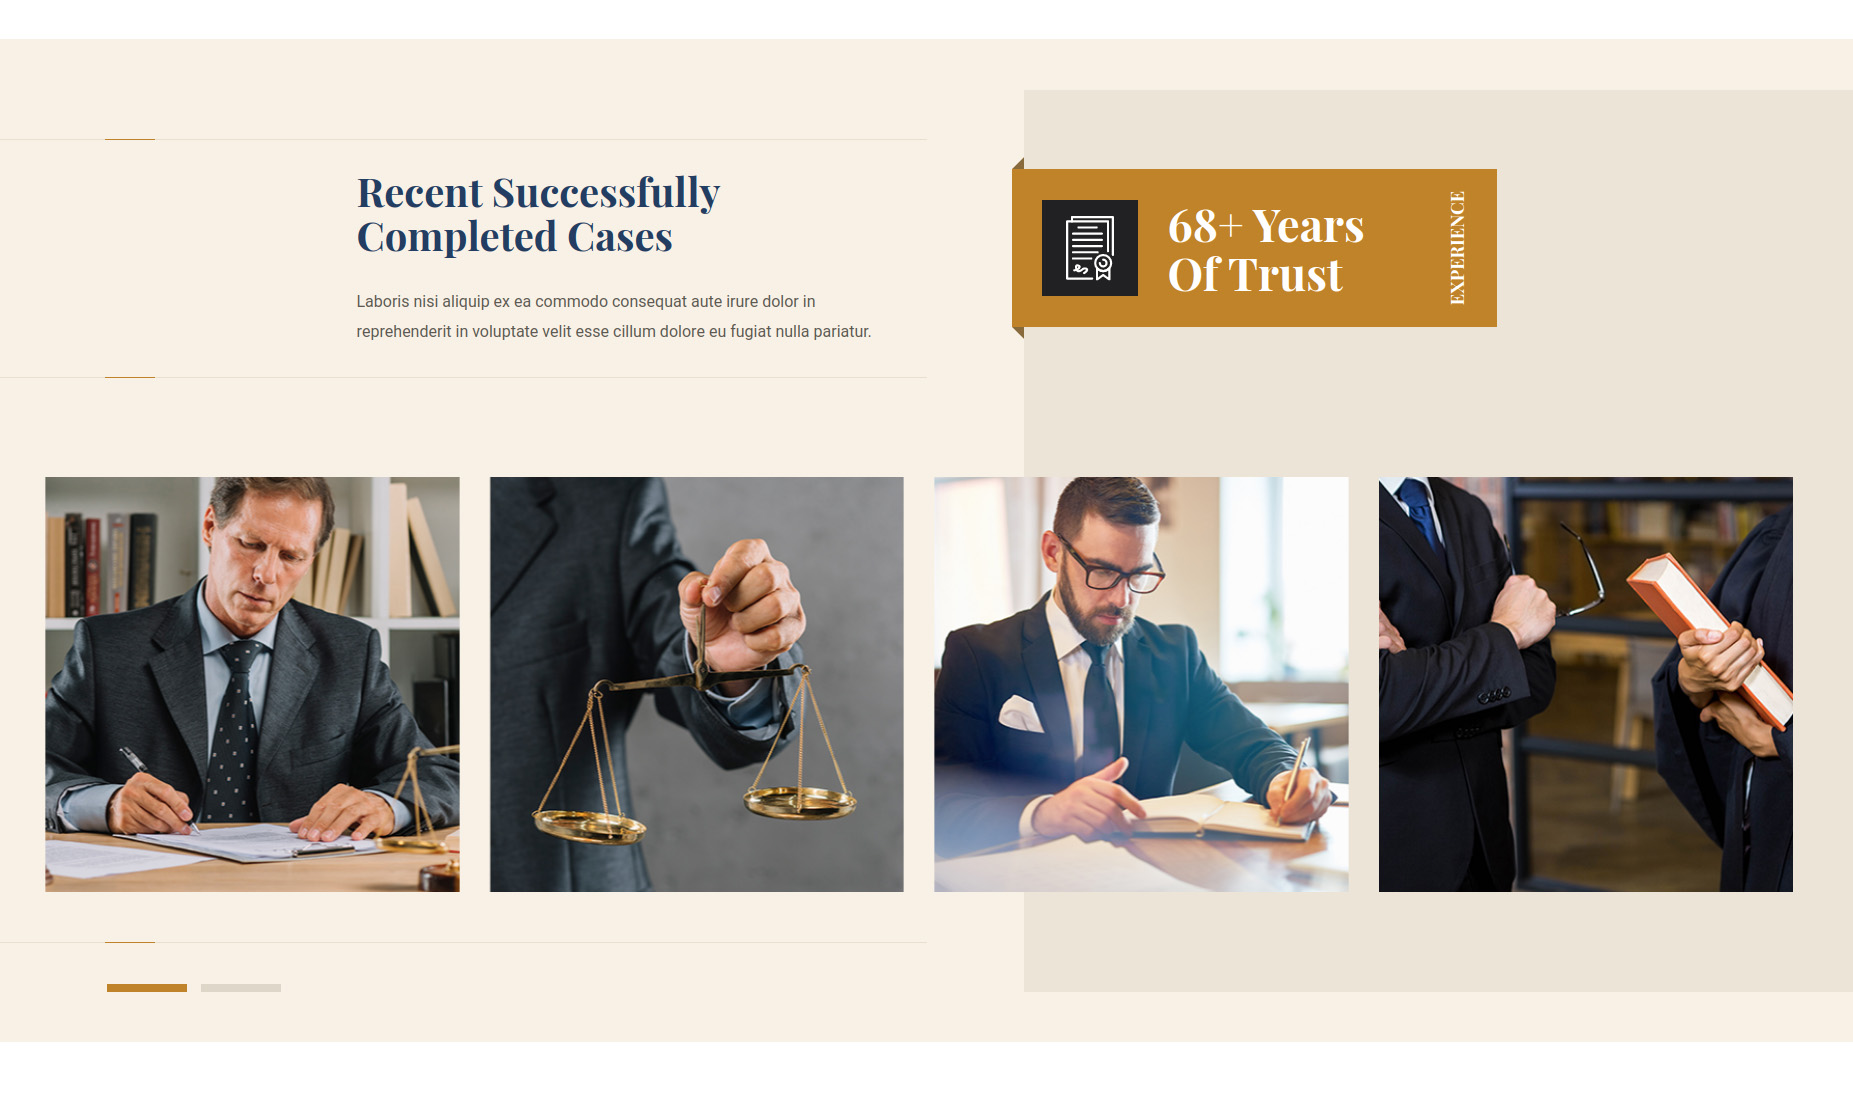 Recent Successfully
Completed Cases
Laboris nisi aliquip ex ea commodo consequat aute irure dolor in
reprehenderit in voluptate velit esse cillum dolore eu fugiat nulla pariatur.
68+ Years
Of Trust
EXPERIENCE